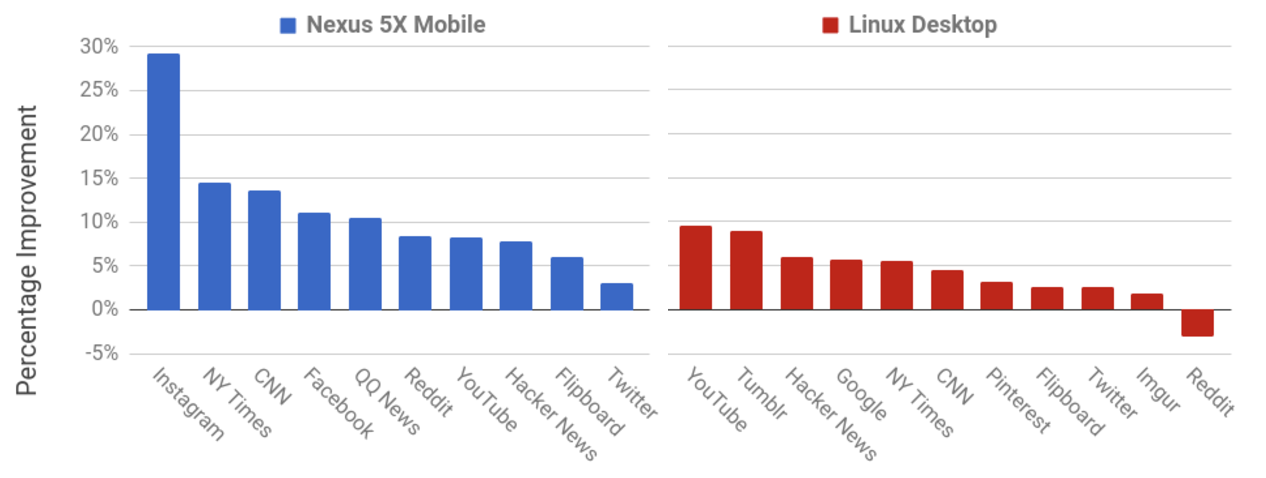 Nexus 5X Mobile
Linux Desktop
Percentage Improvement
30%
25%
20%
15%
10%
5%
0%
-5%
Instagram
NY Times
CNN
Facebook
QQ News
Reddit
YouTube
Hacker News
Flipboard
Twitter
YouTube
Tumblr
Hacker News
Google
NY Times
CNN
Pinterest
Flipboard
Twitter
Imgur
Reddit